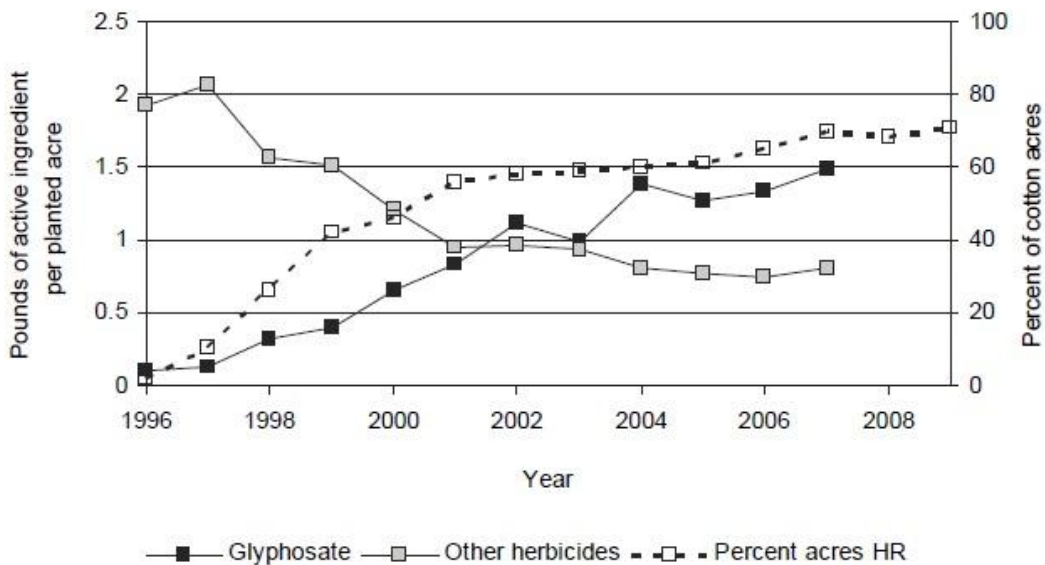 2.5
2
1.5
1
0.5
0
100
80
60
40
20
0
Pounds of active ingredient
per planted acre
Percent of cotton acres
1996 1998 2000 2002 2004 2006 2008
Year
Glyphosate Other herbicides Percent acres HR